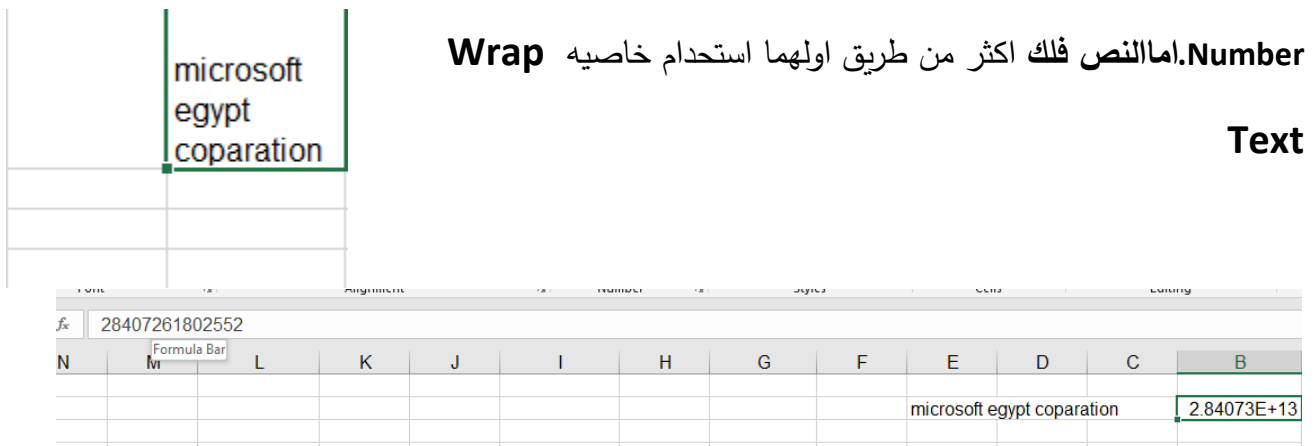 Number.اماالنص فلك اكثر من طريق اولهما استحدام خاصيه Wrap
Text
microsoft
egypt
coparation
Font Alignment Number Styles Cells Editing
fx 28407261802552
Formula Bar
N M L K J I H G F E D C B
microsoft egypt coparation 2.84073E+13